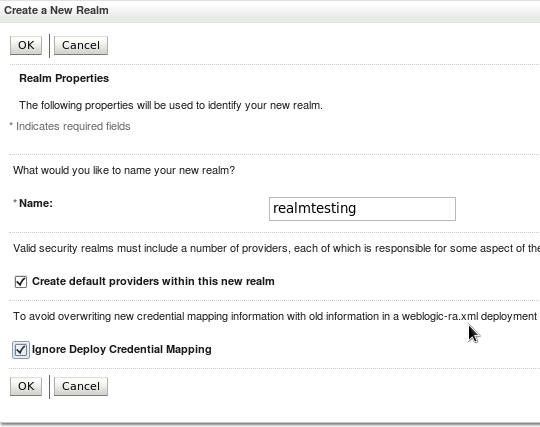 Create a New Realm
OK Cancel
Realm Properties
The following properties will be used to identify your new realm.
* Indicates required fields
What would you like to name your new realm?
* Name: realmtesting
Valid security realms must include a number of providers, each of which is responsible for some aspect of the
Create default providers within this new realm
To avoid overwriting new credential mapping information with old information in a weblogic-ra.xml deployment
Ignore Deploy Credential Mapping
OK Cancel